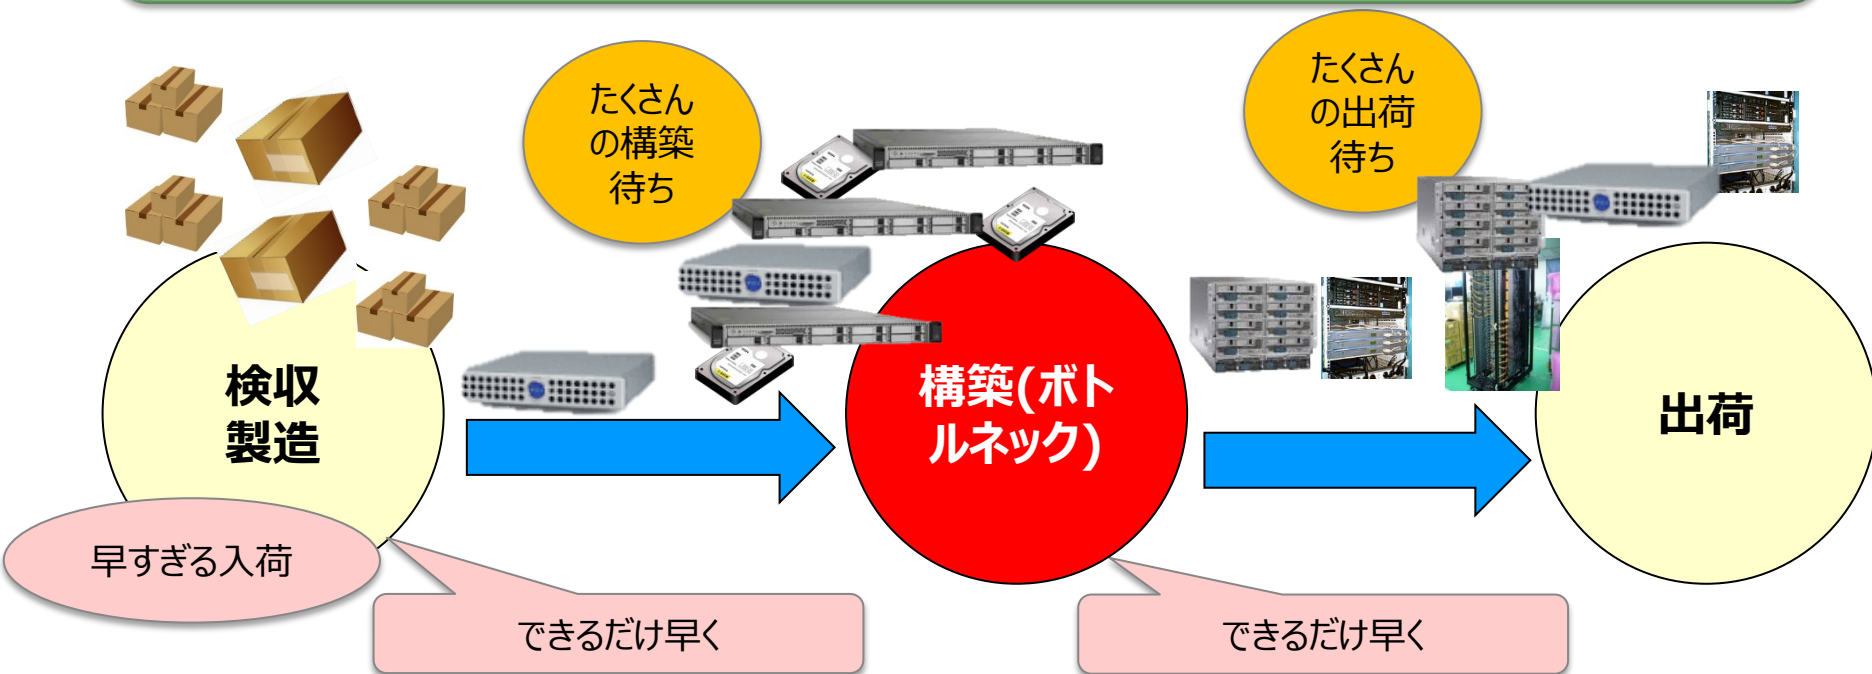 たくさん
の構築
待ち
たくさん
の出荷
待ち
検収
製造
構築(ボト
ルネック)
出荷
早すぎる入荷
できるだけ早く
できるだけ早く